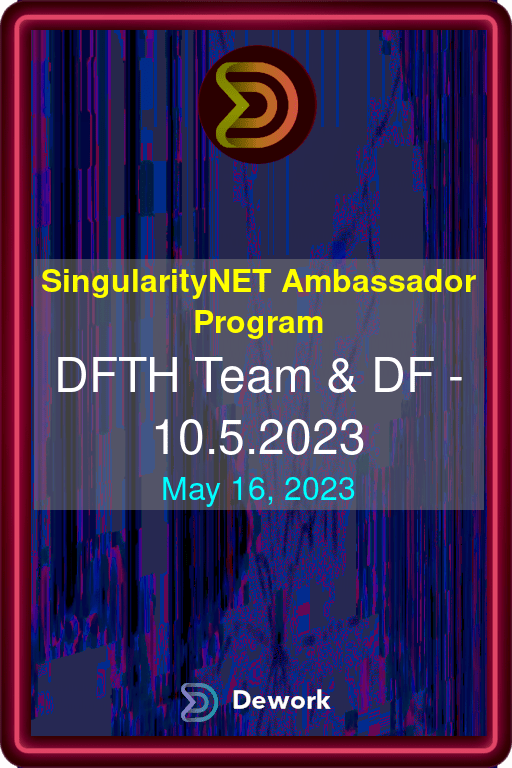 SingularityNET Ambassador
Program
DFTH Team & DF -
10.5.2023
May 16, 2023
Dework